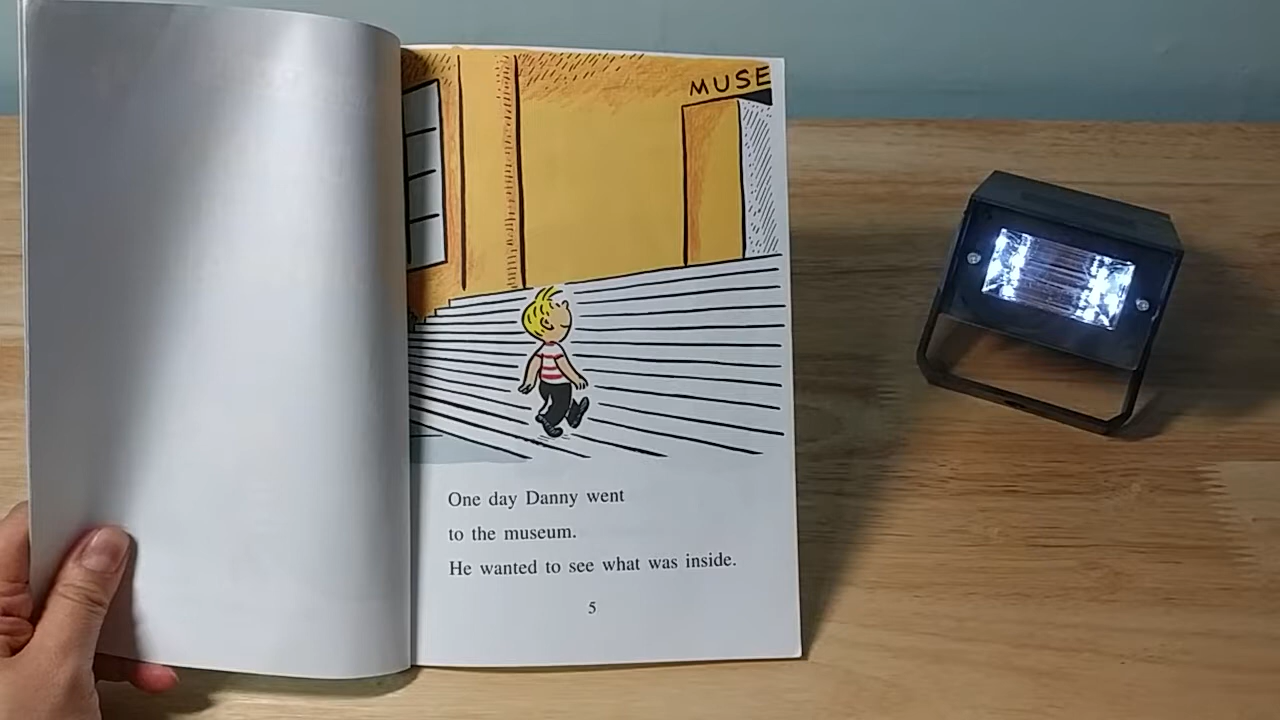 MUSE
One day Danny went
to the museum.
He wanted to see what was inside.
5